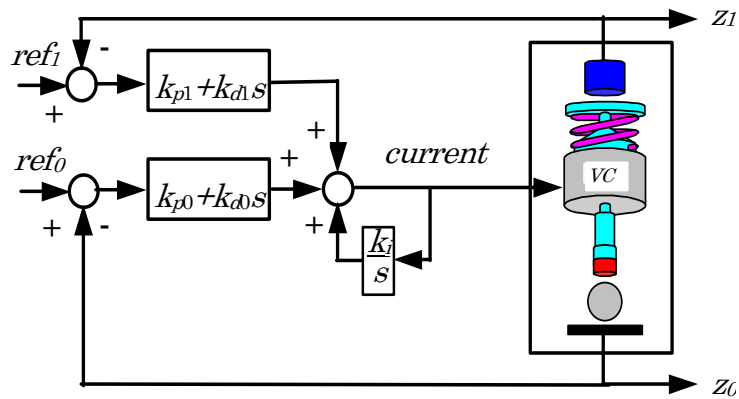 z1
-
ref1
+
kp1+kd1s
+
ref0
+
current
kp0+kd0s
VC
+
-
+
ki
s
z0